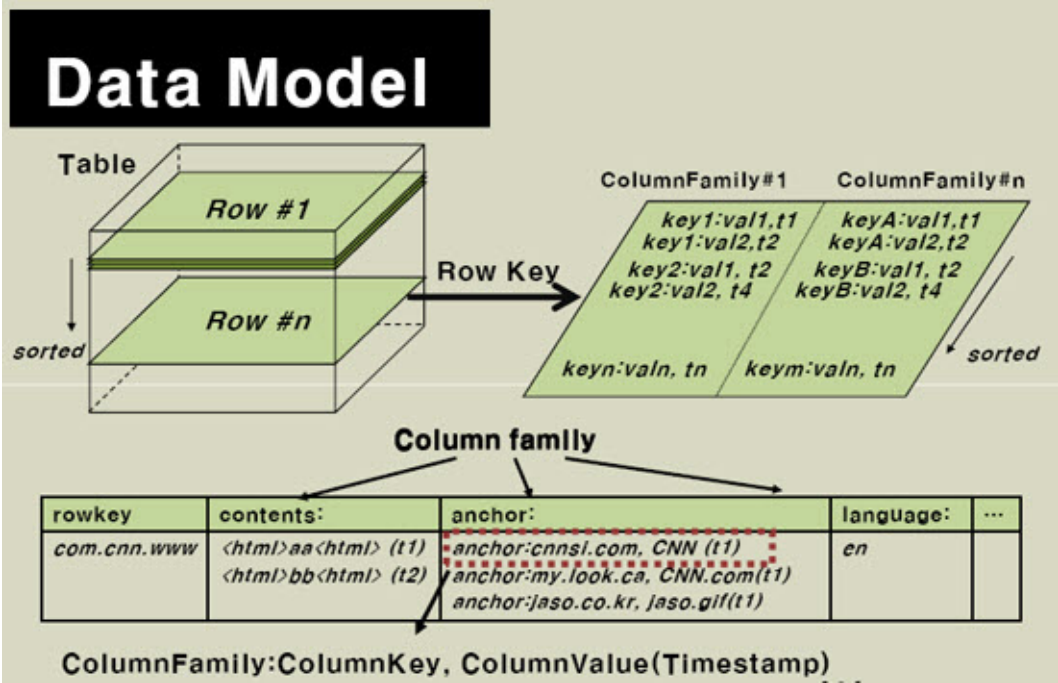 Data Model
Table
Row #1
Row #n
sorted
Row Key
ColumnFamily#1
ColumnFamily#n
key1:val1,t1
key1:val2,t2
key2:val1, t2
key2:val2, t4
keyn:valn, tn
keyA:val1,t1
keyA:val2,t2
keyB:val1, t2
keyB:val2, t4
keym:valn, tn
sorted
Column family
rowkey contents: anchor: language: ...
com.cnn.www <html>aa<html> (t1) anchor:cnnsi.com, CNN (t1) en
<html>bb<html> (t2) anchor:my.look.ca, CNN.com(t1)
anchor:jaso.co.kr, jaso.gif(t1)
ColumnFamily:ColumnKey, ColumnValue(Timestamp)